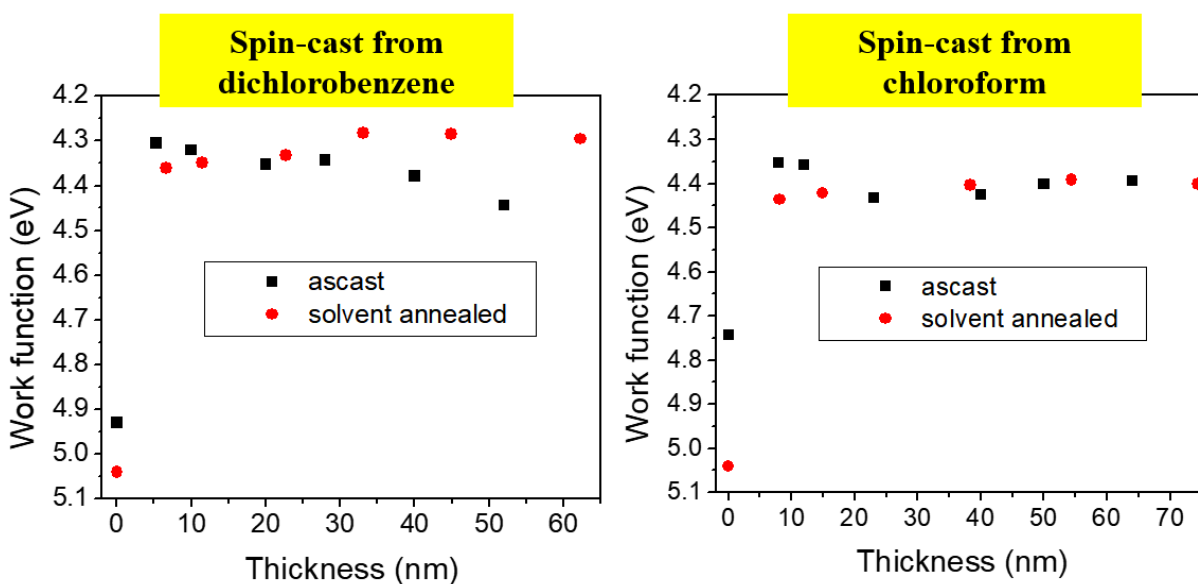 Spin-cast from
dichlorobenzene
4.2
4.3
4.4
4.5
4.6
4.7
4.8
4.9
5.0
5.1
Work function (eV)
ascast
solvent annealed
0 10 20 30 40 50 60
Thickness (nm)
Spin-cast from
chloroform
4.2
4.3
4.4
4.5
4.6
4.7
4.8
4.9
5.0
5.1
Work function (eV)
ascast
solvent annealed
0 10 20 30 40 50 60 70
Thickness (nm)